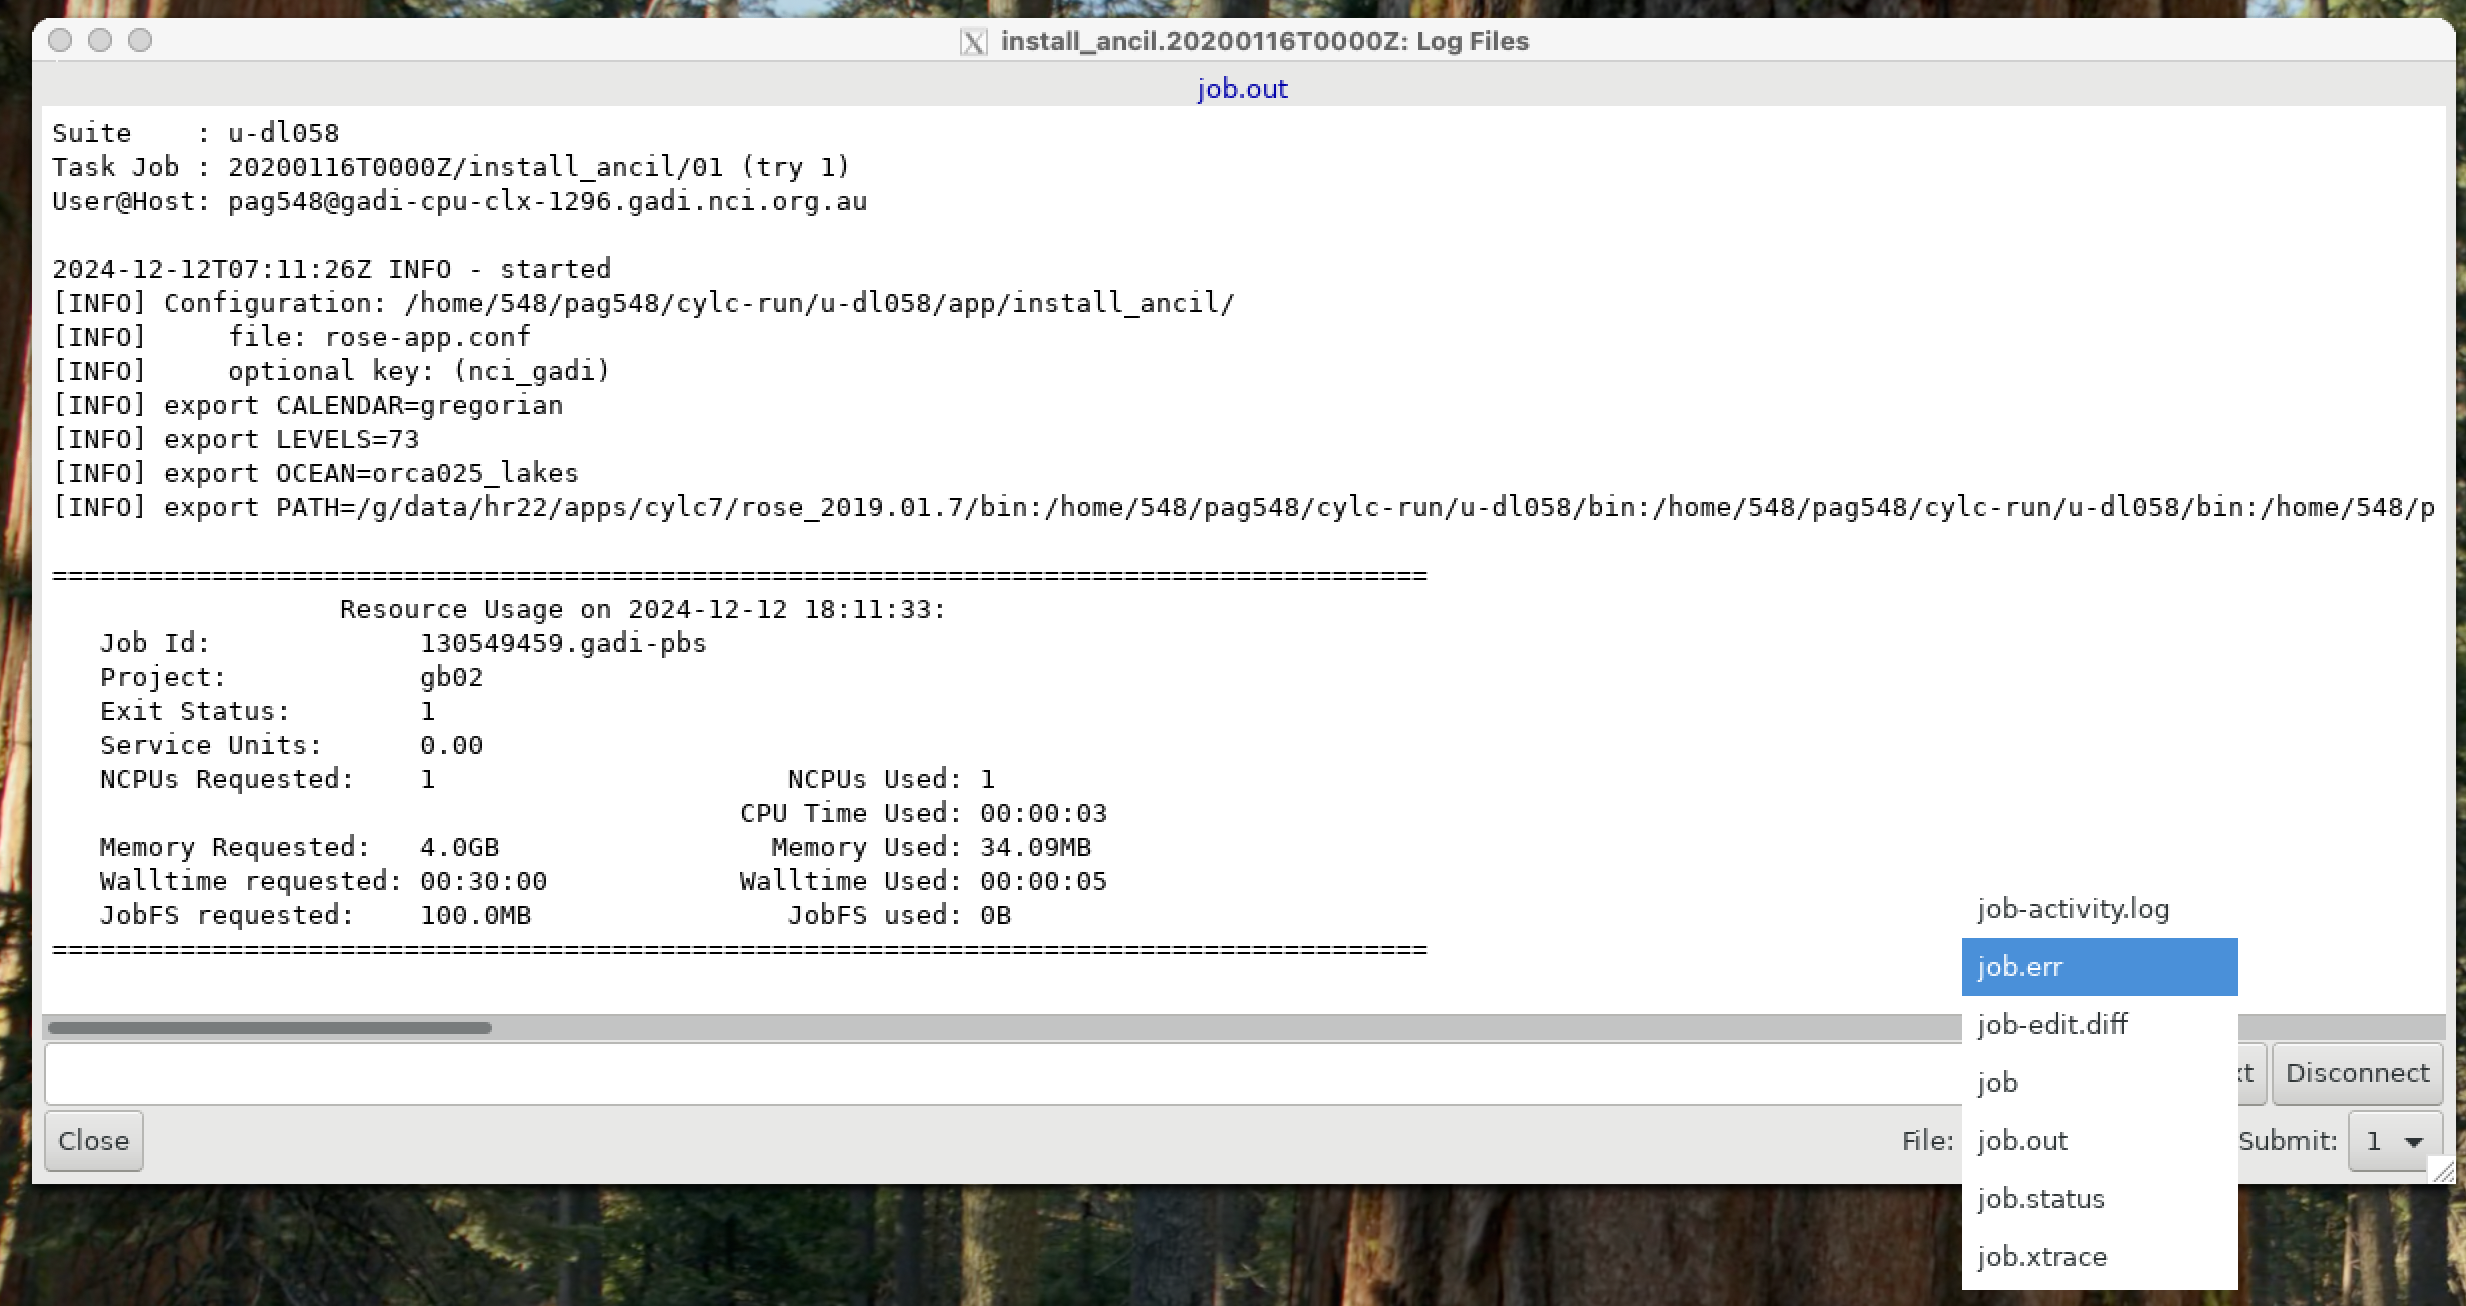 install_ancil.20200116T0000Z: Log Files
job.out
Suite    : u-dl058
Task Job : 20200116T0000Z/install_ancil/01 (try 1)
User@Host: pag548@gadi-cpu-clx-1296.gadi.nci.org.au
2024-12-12T07:11:26Z INFO - started
[INFO] Configuration: /home/548/pag548/cylc-run/u-dl058/app/install_ancil/
[INFO]     file: rose-app.conf
[INFO]     optional key: (nci_gadi)
[INFO] export CALENDAR=gregorian
[INFO] export LEVELS=73
[INFO] export OCEAN=orca025_lakes
[INFO] export PATH=/g/data/hr22/apps/cylc7/rose_2019.01.7/bin:/home/548/pag548/cylc-run/u-dl058/bin:/home/548/pag548/cylc-run/u-dl058/bin:/home/548/p
======================================================================================
Resource Usage on 2024-12-12 18:11:33:
Job Id:             130549459.gadi-pbs
Project:            gb02
Exit Status:        1
Service Units:      0.00
NCPUs Requested:    1                      NCPUs Used: 1
CPU Time Used: 00:00:03
Memory Requested:   4.0GB                 Memory Used: 34.09MB
Walltime requested: 00:30:00            Walltime Used: 00:00:05
JobFS requested:    100.0MB                JobFS used: 0B
======================================================================================
job-activity.log
job.err
job-edit.diff
job
job.out
job.status
job.xtrace
Disconnect
Close
File:
Submit: 1